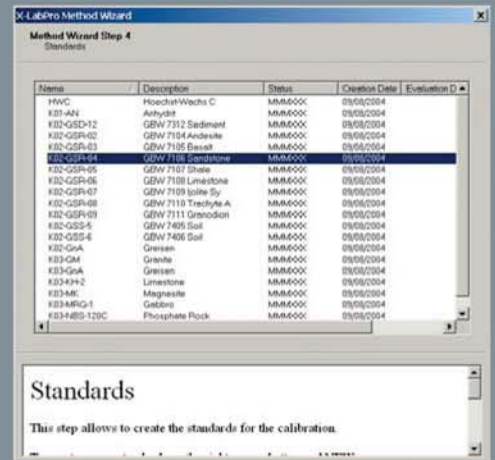 X-LabPro Method Wizard
Method Wizard Step 4
Standards
Name / Description Status Creation Date Evaluation D
HWC Hoechst-Wachs C MMMXXX 09/08/2004
K01-AN Anhydrit MMMXXX 09/08/2004
K02-GSD-12 GBW 7312 Sediment MMMXXX 09/08/2004
K02-GSR-02 GBW 7104 Andesite MMMXXX 09/08/2004
K02-GSR-03 GBW 7105 Basalt MMMXXX 09/08/2004
K02-GSR-04 GBW 7106 Sandstone MMMXXX 09/08/2004
K02-GSR-05 GBW 7107 Shale MMMXXX 09/08/2004
K02-GSR-06 GBW 7108 Limestone MMMXXX 09/08/2004
K02-GSR-07 GBW 7109 Ijolite Sy MMMXXX 09/08/2004
K02-GSR-08 GBW 7110 Trachyte A MMMXXX 09/08/2004
K02-GSR-09 GBW 7111 Granodiori MMMXXX 09/08/2004
K02-GSS-5 GBW 7405 Soil MMMXXX 09/08/2004
K02-GSS-6 GBW 7406 Soil MMMXXX 09/08/2004
K02-GnA Greisen MMMXXX 09/08/2004
K03-GM Granite MMMXXX 09/08/2004
K03-GnA Greisen MMMXXX 09/08/2004
K03-KH-2 Limestone MMMXXX 09/08/2004
K03-MK Magnesite MMMXXX 09/08/2004
K03-MRG-1 Gabbro MMMXXX 09/08/2004
K03-NBS-120C Phosphate Rock MMMXXX 09/08/2004
Standards
This step allows to create the standards for the calibration.